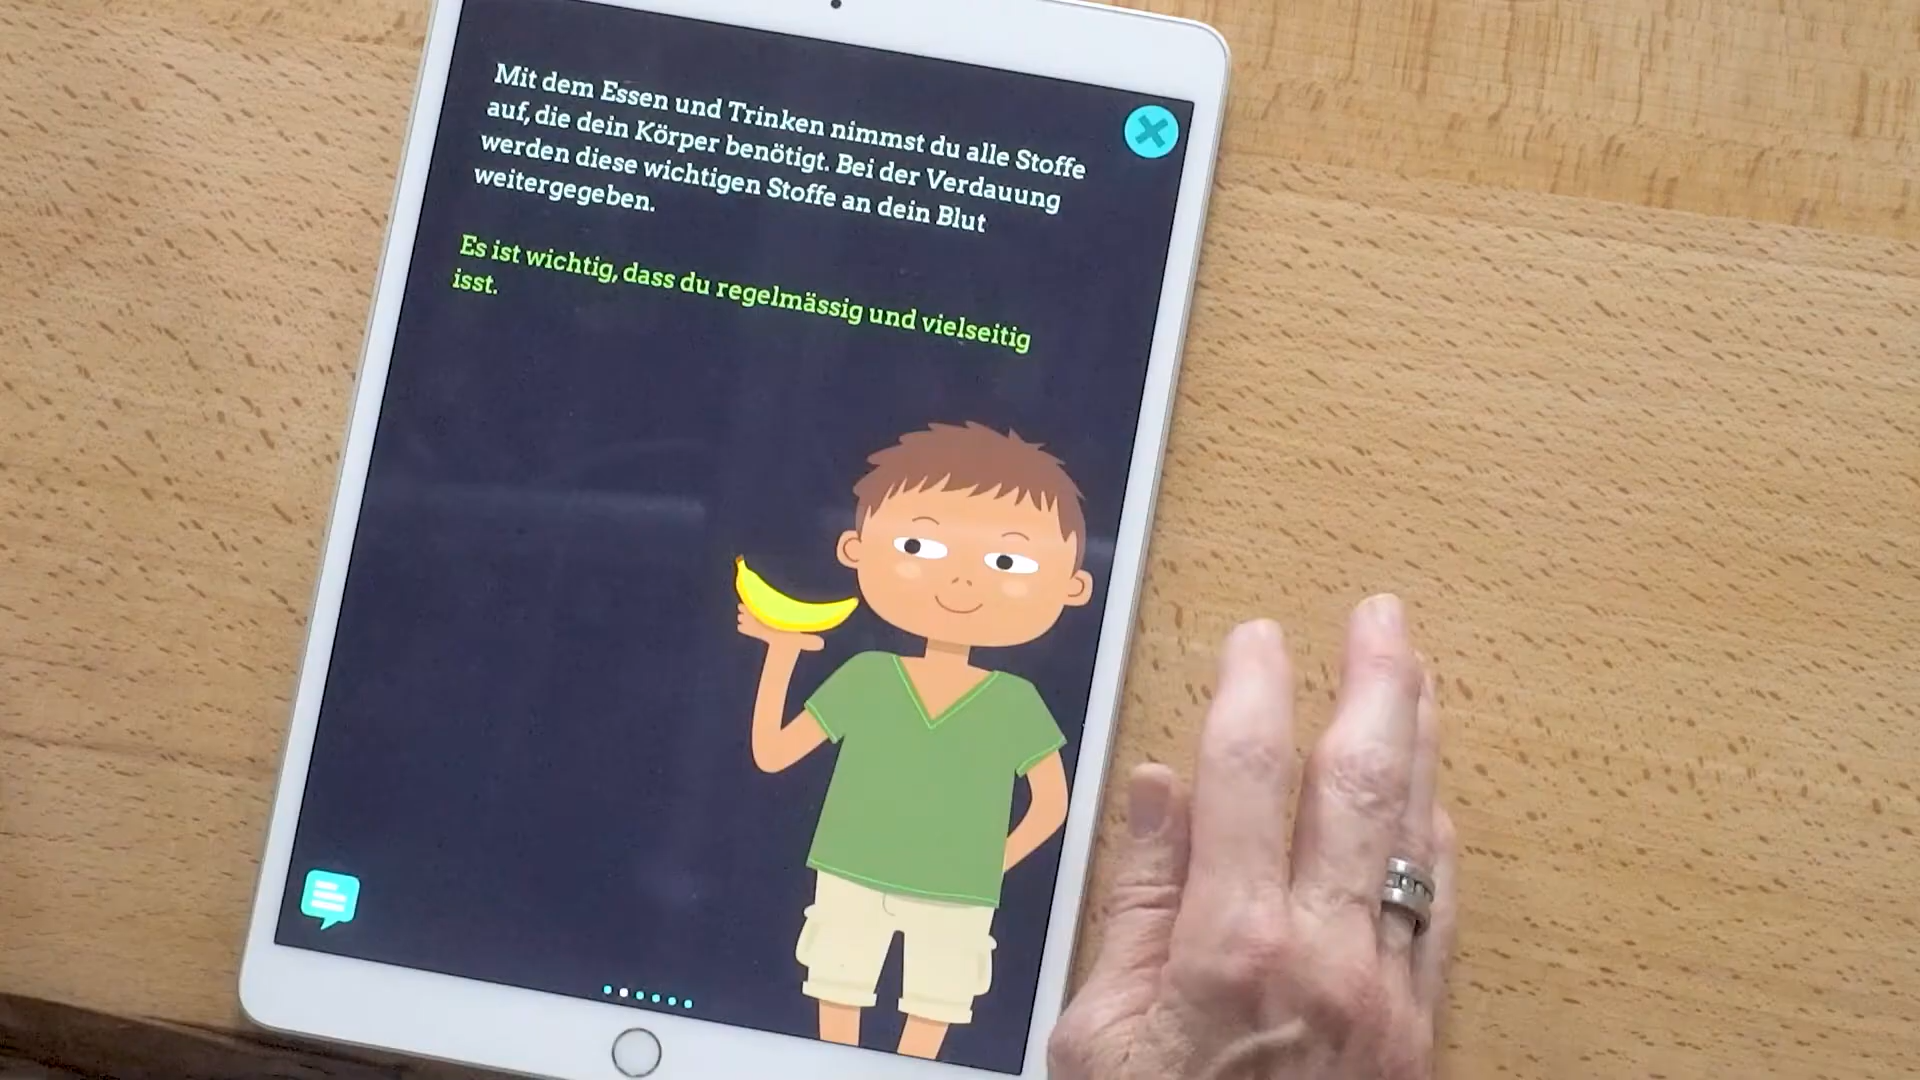 Mit dem Essen und Trinken nimmst du alle Stoffe
auf, die dein Körper benötigt. Bei der Verdauung
werden diese wichtigen Stoffe an dein Blut
weitergegeben.
Es ist wichtig, dass du regelmässig und vielseitig
isst.